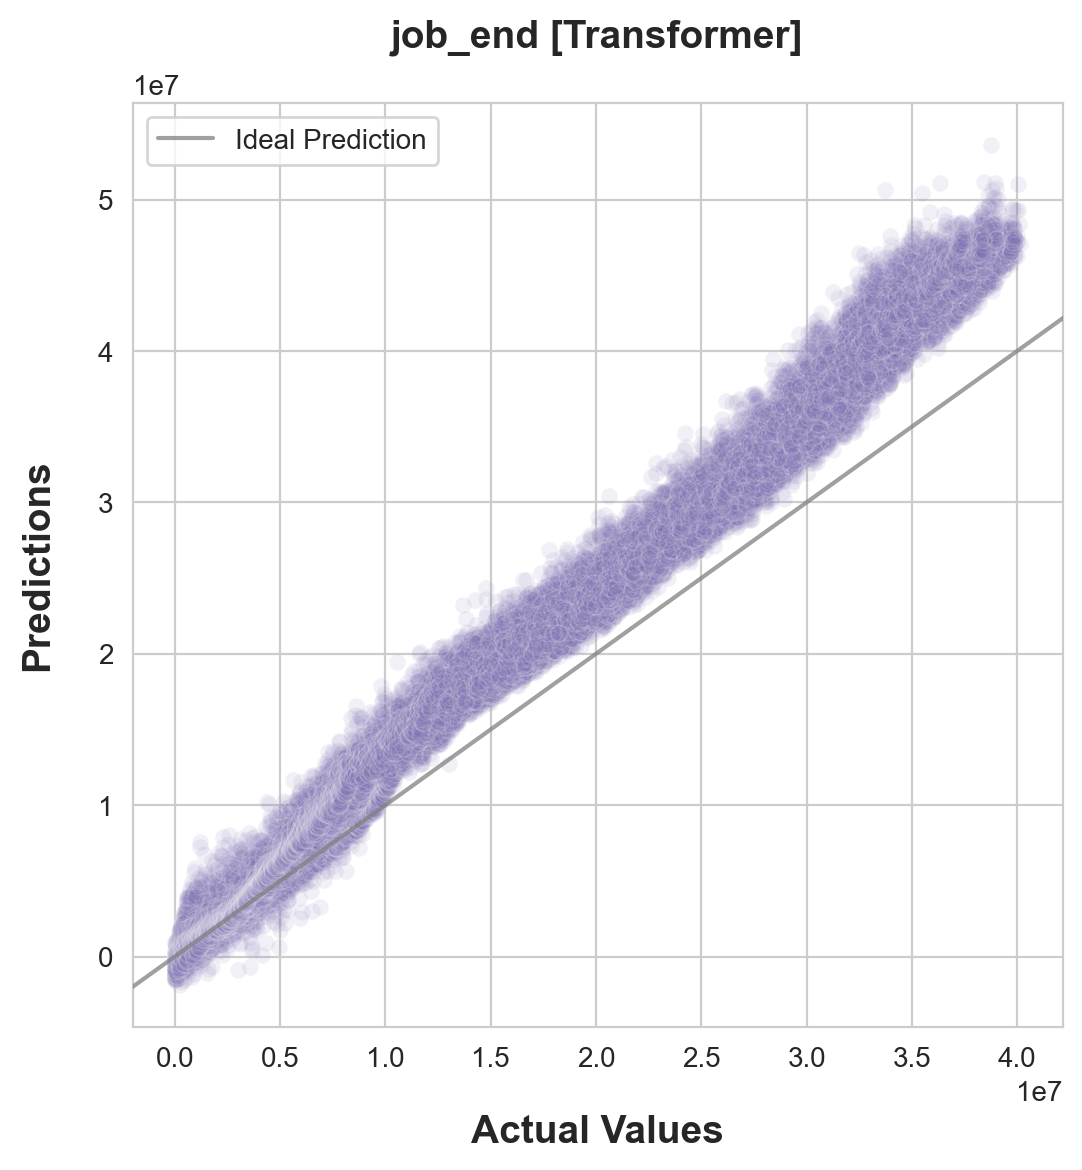 job_end [Transformer]
1e7
Ideal Prediction
5
4
3
2
1
0
Predictions
0.0 0.5 1.0 1.5 2.0 2.5 3.0 3.5 4.0
1e7
Actual Values